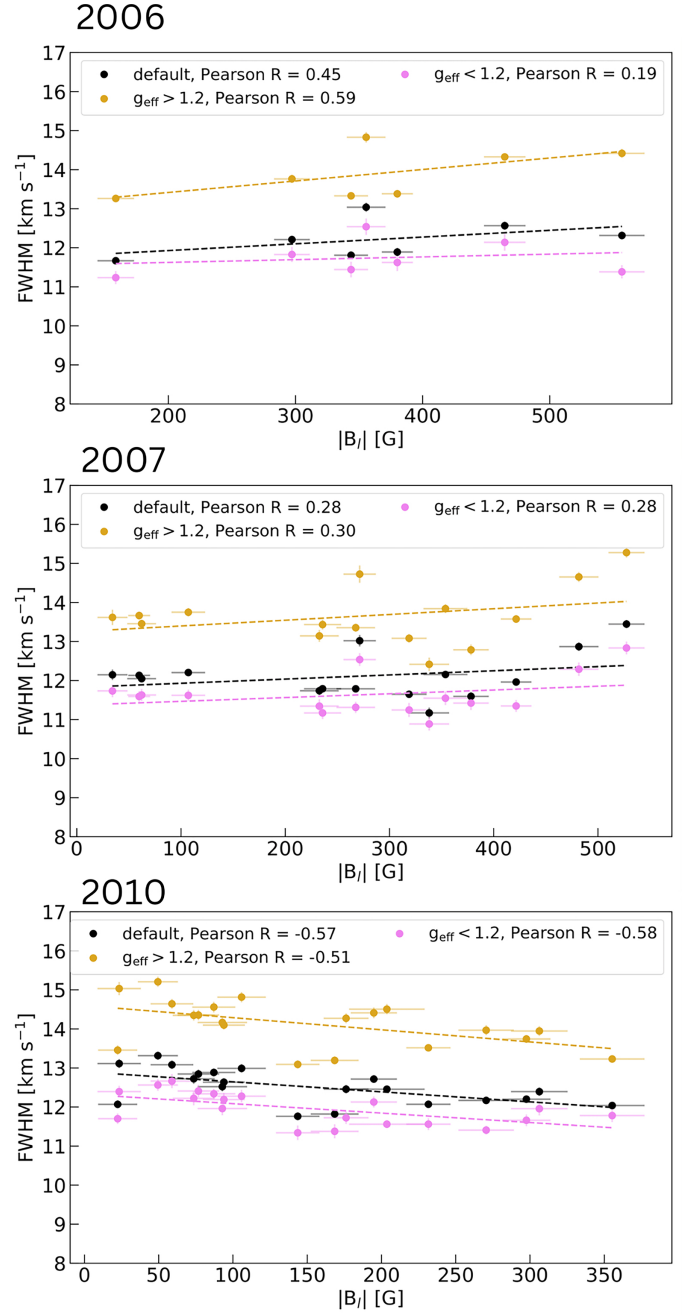 2006
17
default, Pearson R = 0.45
g_eff < 1.2, Pearson R = 0.19
g_eff > 1.2, Pearson R = 0.59
16
15
14
13
12
11
10
9
8
FWHM [km s⁻¹]
200 300 400 500
|B_l| [G]
2007
17
default, Pearson R = 0.28
g_eff < 1.2, Pearson R = 0.28
g_eff > 1.2, Pearson R = 0.30
16
15
14
13
12
11
10
9
8
FWHM [km s⁻¹]
0 100 200 300 400 500
|B_l| [G]
2010
17
default, Pearson R = -0.57
g_eff < 1.2, Pearson R = -0.58
g_eff > 1.2, Pearson R = -0.51
16
15
14
13
12
11
10
9
8
FWHM [km s⁻¹]
0 50 100 150 200 250 300 350
|B_l| [G]